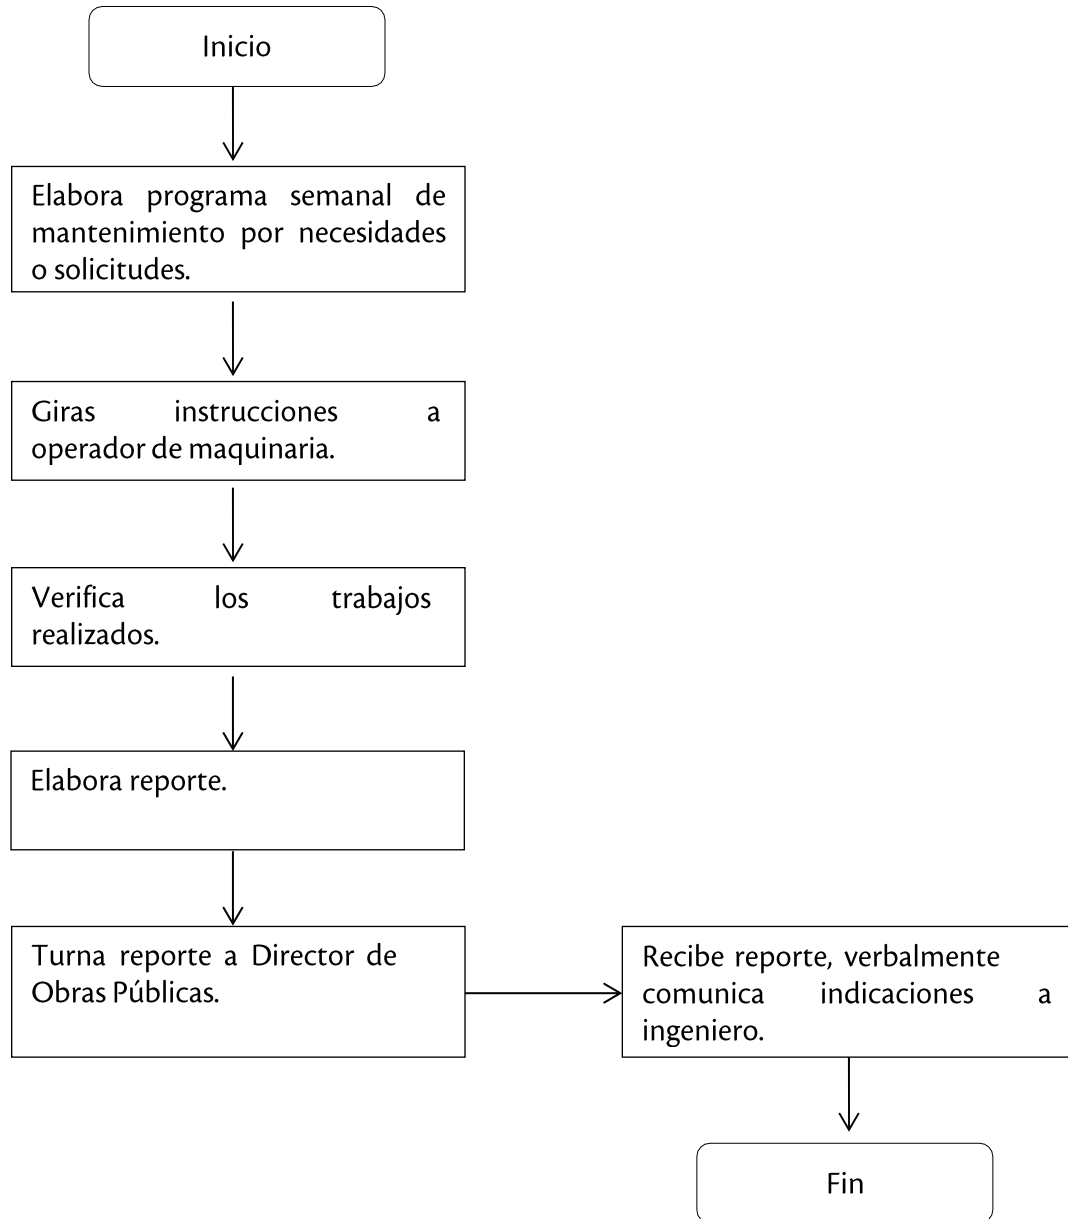 Inicio
Elabora programa semanal de
mantenimiento por necesidades
o solicitudes.
Giras instrucciones a
operador de maquinaria.
Verifica los trabajos
realizados.
Elabora reporte.
Turna reporte a Director de
Obras Públicas.
Recibe reporte, verbalmente
comunica indicaciones a
ingeniero.
Fin